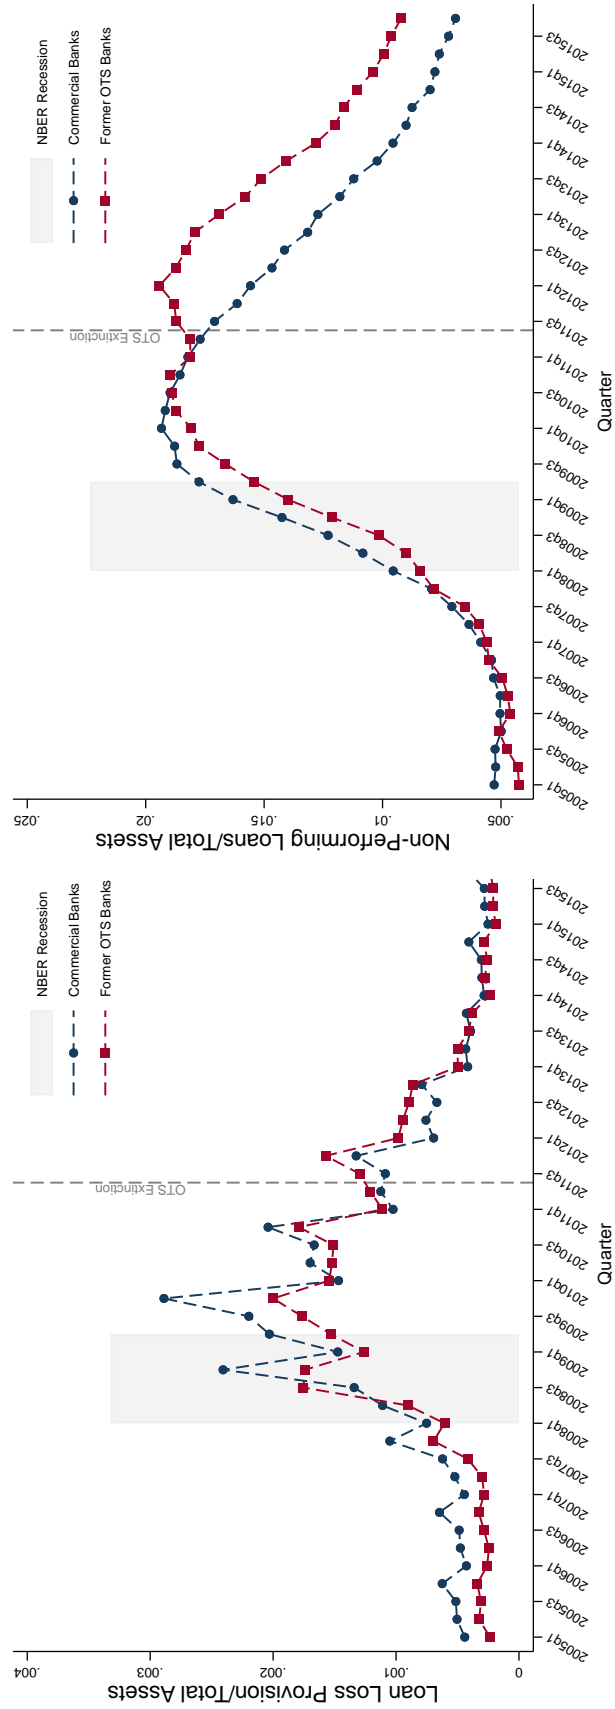 Loan Loss Provision/Total Assets
.004
.003
.002
.001
0
2005q1
2005q3
2006q1
2006q3
2007q1
2007q3
2008q1
2008q3
2009q1
2009q3
2010q1
2010q3
2011q1
2011q3
2012q1
2012q3
2013q1
2013q3
2014q1
2014q3
2015q1
2015q3
Quarter
OTS Extinction
NBER Recession
Commercial Banks
Former OTS Banks
Non-Performing Loans/Total Assets
.025
.02
.015
.01
.005
2005q1
2005q3
2006q1
2006q3
2007q1
2007q3
2008q1
2008q3
2009q1
2009q3
2010q1
2010q3
2011q1
2011q3
2012q1
2012q3
2013q1
2013q3
2014q1
2014q3
2015q1
2015q3
Quarter
OTS Extinction
NBER Recession
Commercial Banks
Former OTS Banks